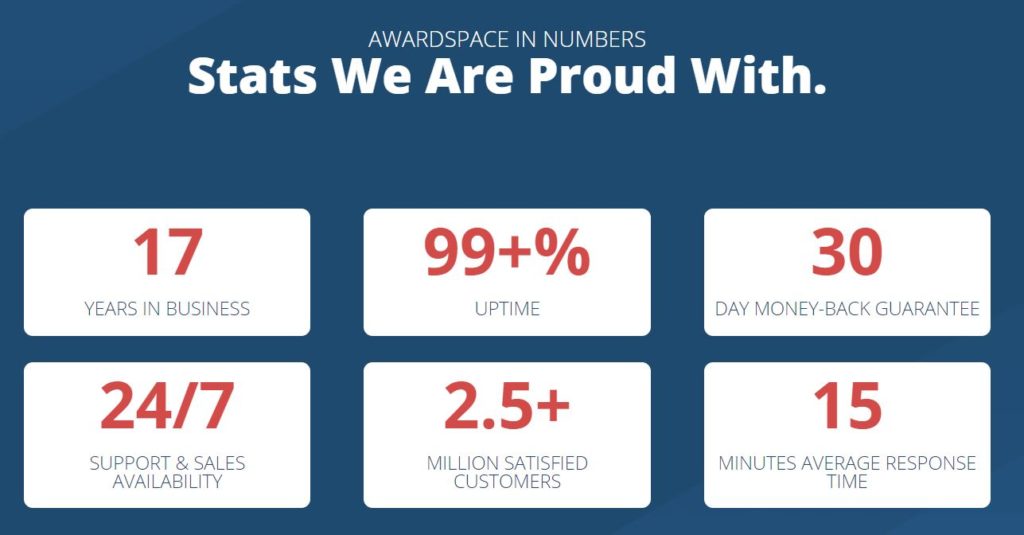 AWARDSPACE IN NUMBERS
Stats We Are Proud With.
17
YEARS IN BUSINESS
99+%
UPTIME
30
DAY MONEY-BACK GUARANTEE
24/7
SUPPORT & SALES
AVAILABILITY
2.5+
MILLION SATISFIED
CUSTOMERS
15
MINUTES AVERAGE RESPONSE
TIME